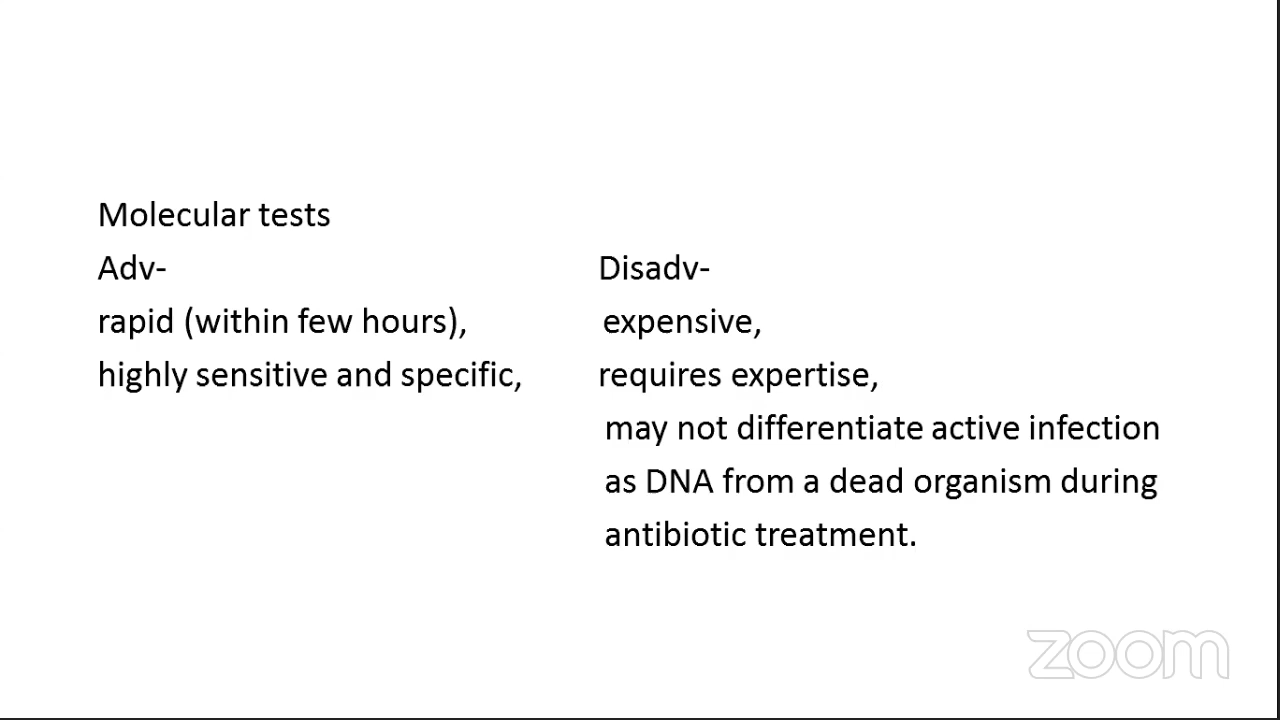 Molecular tests
Adv- Disadv-
rapid (within few hours), expensive,
highly sensitive and specific, requires expertise,
may not differentiate active infection
as DNA from a dead organism during
antibiotic treatment.
zoom